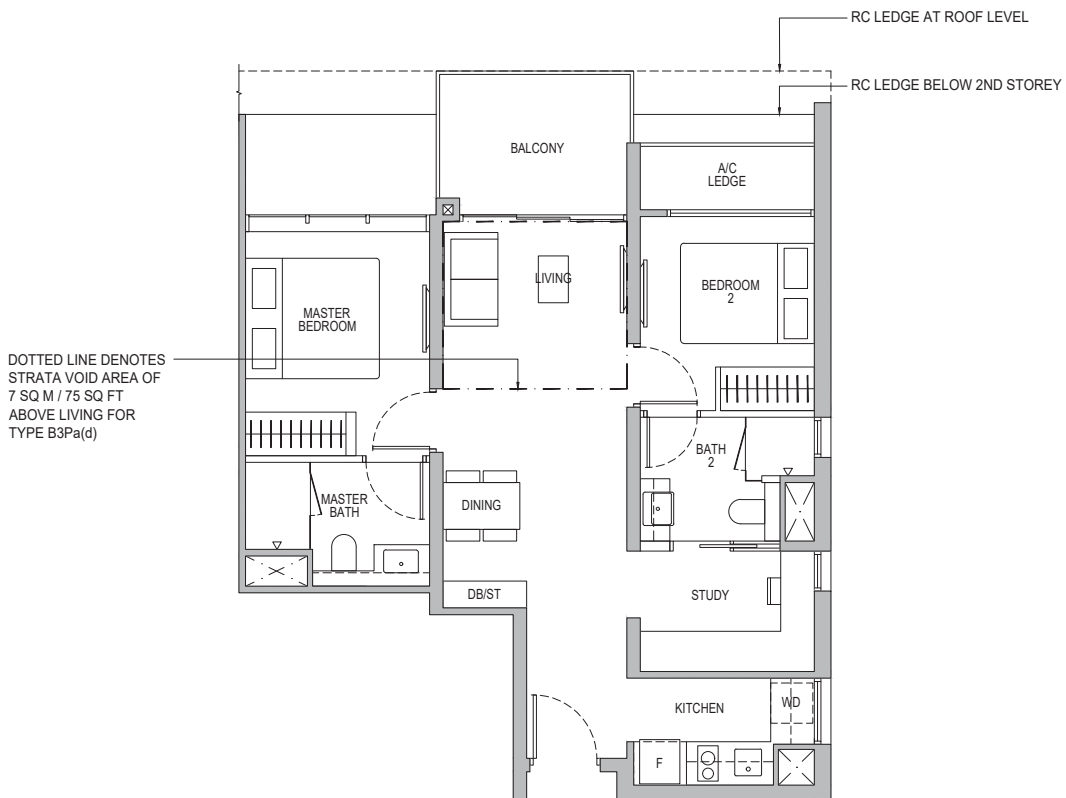 RC LEDGE AT ROOF LEVEL
RC LEDGE BELOW 2ND STOREY
BALCONY
A/C
LEDGE
LIVING
BEDROOM
2
MASTER
BEDROOM
DOTTED LINE DENOTES
STRATA VOID AREA OF
7 SQ M / 75 SQ FT
ABOVE LIVING FOR
TYPE B3Pa(d)
BATH
2
MASTER
BATH
DINING
DB/ST
STUDY
KITCHEN
WD
F